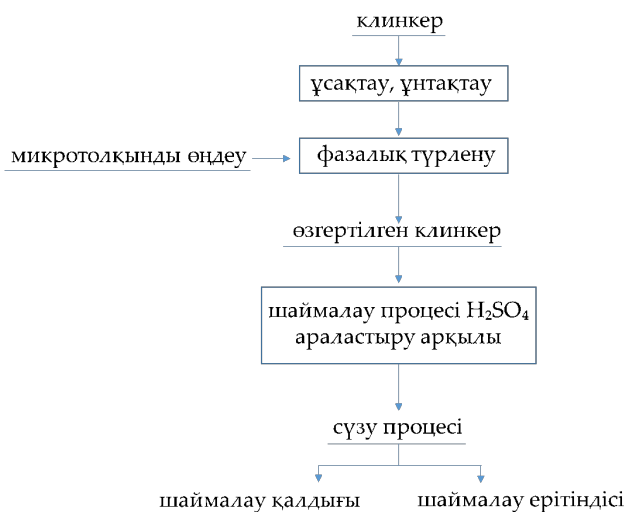 клинкер
ұсақтау, ұнтақтау
микротолқынды өңдеу
фазалық түрлену
өзгертілген клинкер
шаймалау процесі H₂SO₄
араластыру арқылы
сүзу процесі
шаймалау қалдығы
шаймалау ерітіндісі